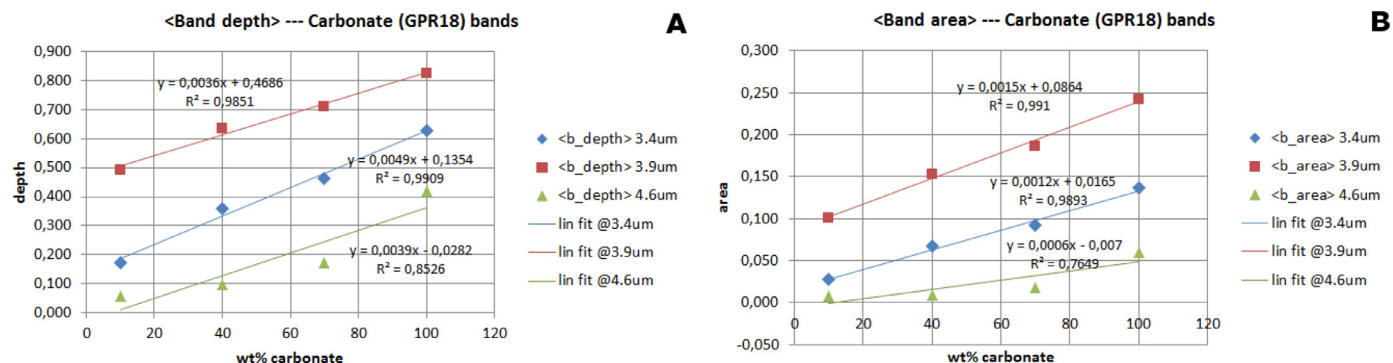 <Band depth> --- Carbonate (GPR18) bands
A
0,900
0,800
0,700
0,600
0,500
0,400
0,300
0,200
0,100
0,000
depth
y = 0,0036x + 0,4686
R² = 0,9851
y = 0,0049x + 0,1354
R² = 0,9909
y = 0,0039x - 0,0282
R² = 0,8526
0 20 40 60 80 100 120
wt% carbonate
<b_depth> 3.4um
<b_depth> 3.9um
<b_depth> 4.6um
lin fit @3.4um
lin fit @3.9um
lin fit @4.6um
<Band area> --- Carbonate (GPR18) bands
B
0,300
0,250
0,200
0,150
0,100
0,050
0,000
-0,050
area
y = 0,0015x + 0,0864
R² = 0,991
y = 0,0012x + 0,0165
R² = 0,9893
y = 0,0006x - 0,007
R² = 0,7649
0 20 40 60 80 100 120
wt% carbonate
<b_area> 3.4um
<b_area> 3.9um
<b_area> 4.6um
lin fit @3.4um
lin fit @3.9um
lin fit @4.6um